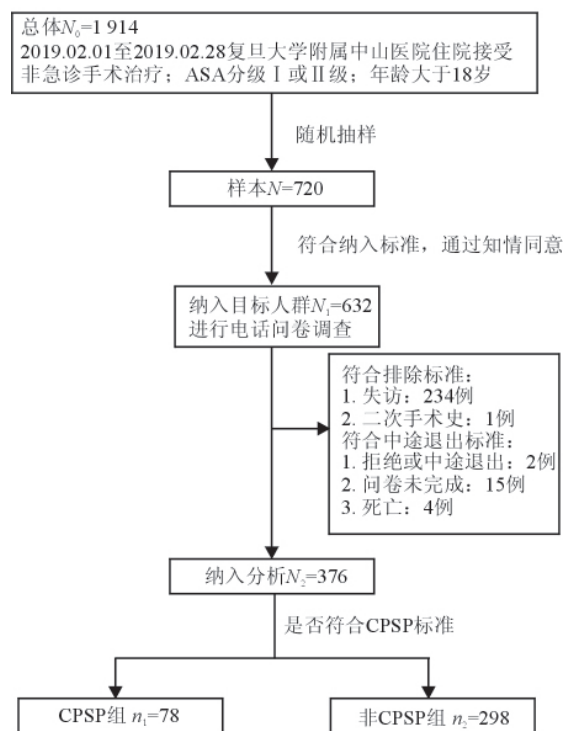 总体N₀=1 914
2019.02.01至2019.02.28复旦大学附属中山医院住院接受
非急诊手术治疗；ASA分级Ⅰ或Ⅱ级；年龄大于18岁
随机抽样
样本N=720
符合纳入标准，通过知情同意
纳入目标人群N₁=632
进行电话问卷调查
符合排除标准：
1. 失访：234例
2. 二次手术史：1例
符合中途退出标准：
1. 拒绝或中途退出：2例
2. 问卷未完成：15例
3. 死亡：4例
纳入分析N₂=376
是否符合CPSP标准
CPSP组 n₁=78
非CPSP组 n₂=298